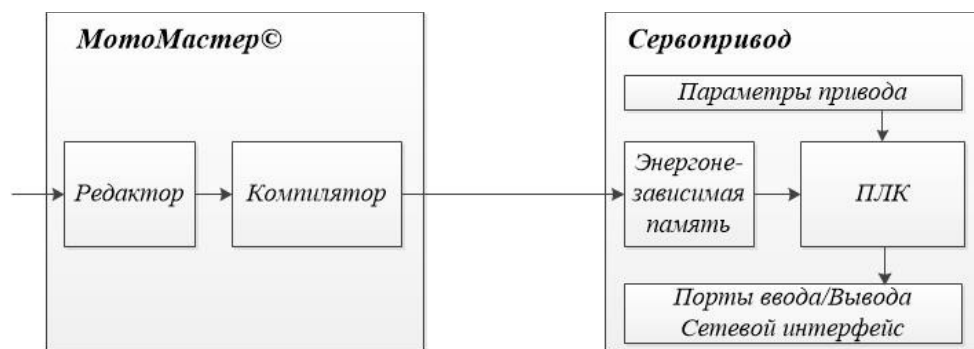 МотоМастер©
Редактор
Компилятор
Сервопривод
Параметры привода
Энергоне-
зависимая
память
ПЛК
Порты ввода/Вывода
Сетевой интерфейс